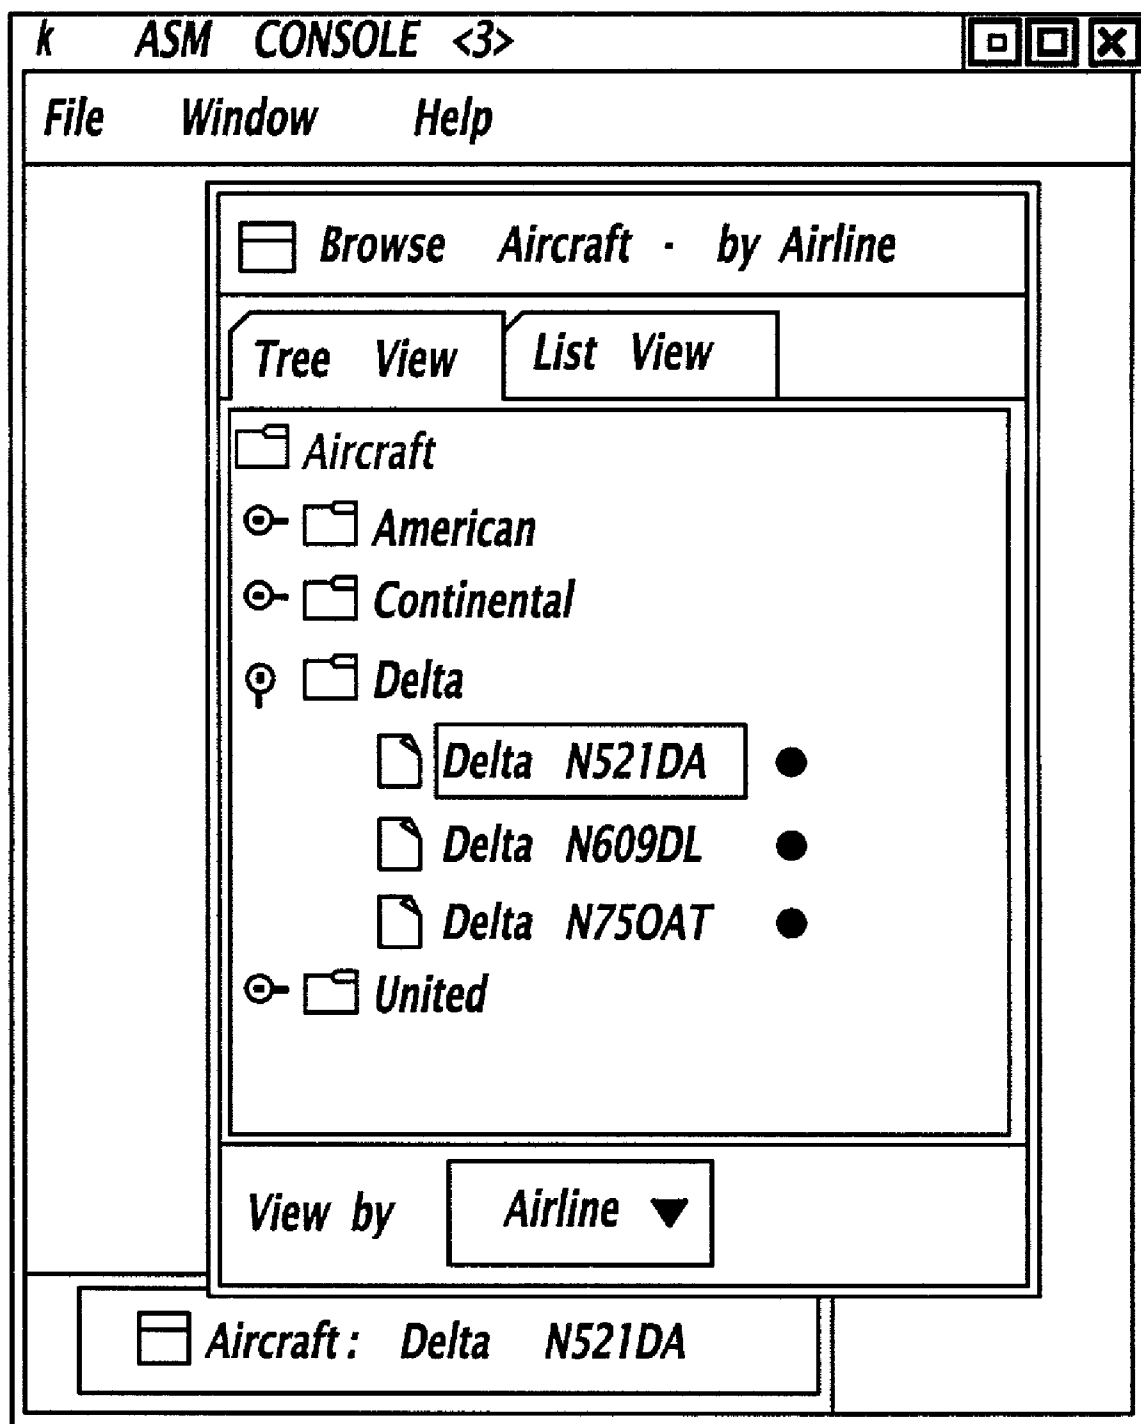 k ASM CONSOLE <3>
File Window Help
Browse Aircraft - by Airline
Tree View List View
Aircraft
American
Continental
Delta
Delta N521DA
Delta N609DL
Delta N750AT
United
View by Airline
Aircraft: Delta N521DA